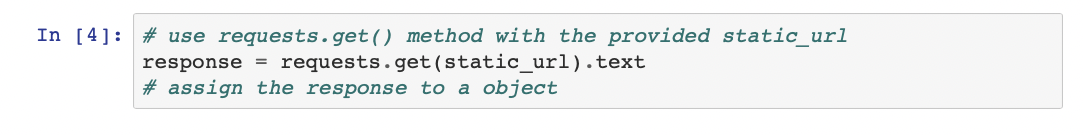 In [4]: # use requests.get() method with the provided static_url
response = requests.get(static_url).text
# assign the response to a object